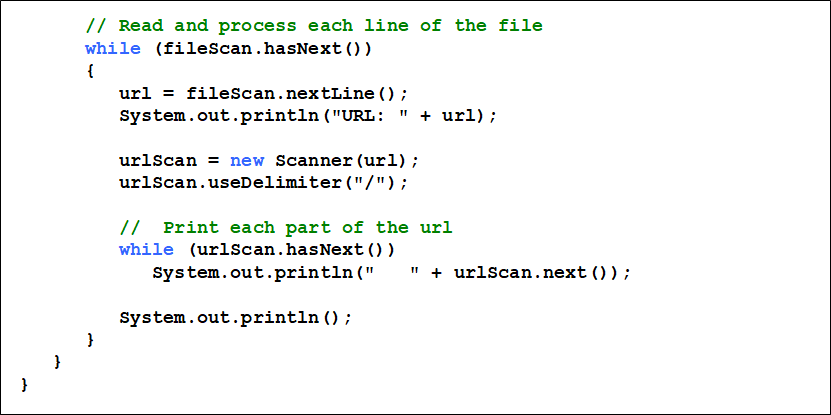 // Read and process each line of the file
while (fileScan.hasNext())
{
url = fileScan.nextLine();
System.out.println("URL: " + url);
urlScan = new Scanner(url);
urlScan.useDelimiter("/");
//  Print each part of the url
while (urlScan.hasNext())
System.out.println("   " + urlScan.next());
System.out.println();
}
}
}